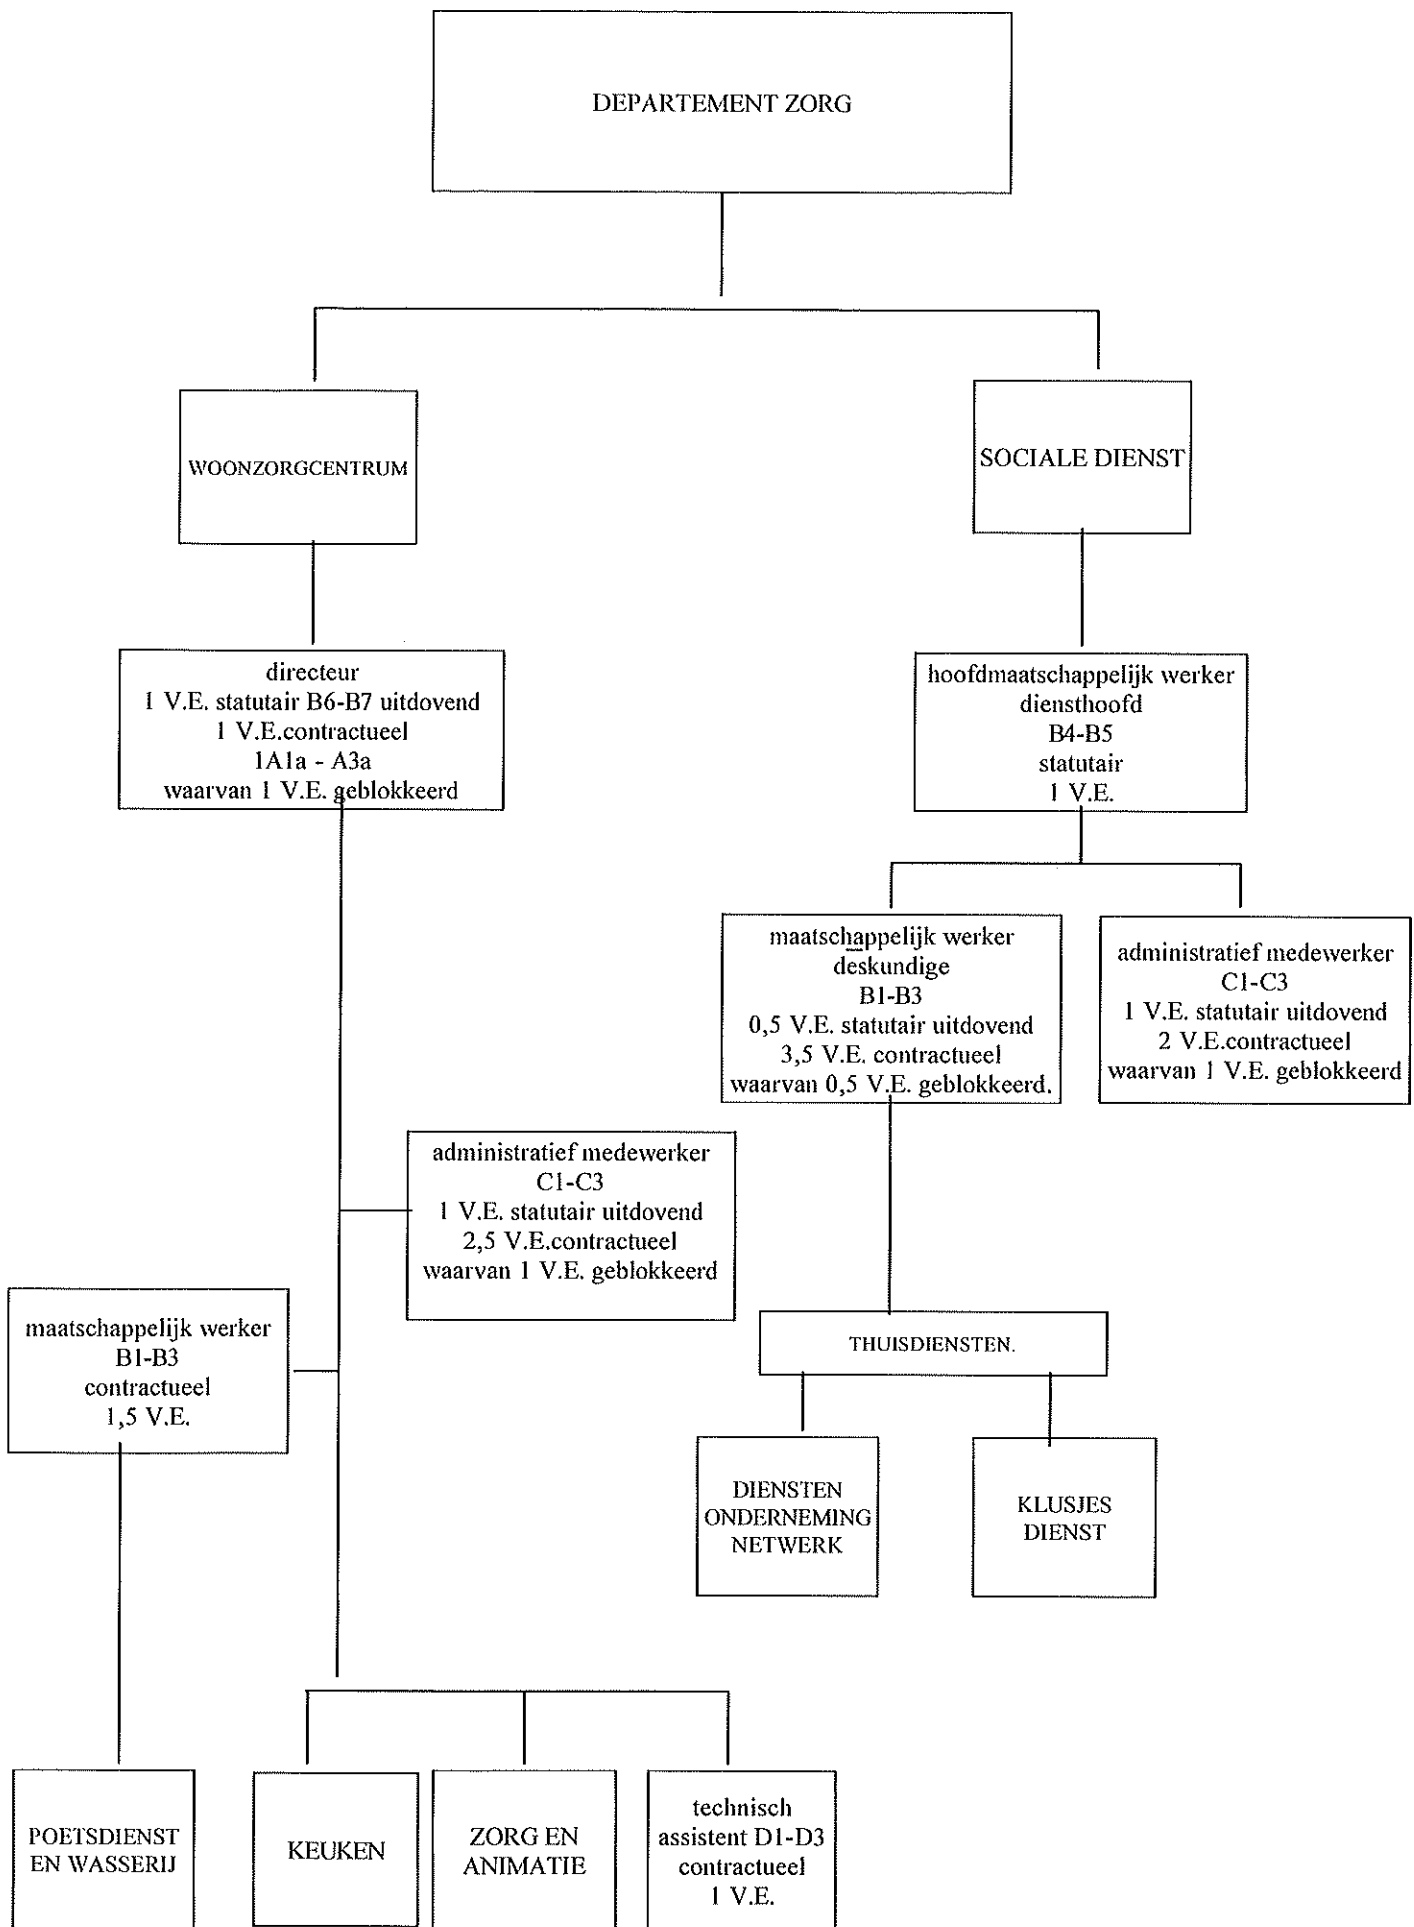 DEPARTEMENT ZORG
WOONZORGCENTRUM
SOCIALE DIENST
directeur
1 V.E. statutair B6-B7 uitdovend
1 V.E.contractueel
1A1a - A3a
waarvan 1 V.E. geblokkeerd
hoofdmaatschappelijk werker
diensthoofd
B4-B5
statutair
1 V.E.
maatschappelijk werker
deskundige
B1-B3
0,5 V.E. statutair uitdovend
3,5 V.E. contractueel
waarvan 0,5 V.E. geblokkeerd.
administratief medewerker
C1-C3
1 V.E. statutair uitdovend
2 V.E.contractueel
waarvan 1 V.E. geblokkeerd
administratief medewerker
C1-C3
1 V.E. statutair uitdovend
2,5 V.E.contractueel
waarvan 1 V.E. geblokkeerd
maatschappelijk werker
B1-B3
contractueel
1,5 V.E.
THUISDIENSTEN.
DIENSTEN
ONDERNEMING
NETWERK
KLUSJES
DIENST
POETSDIENST
EN WASSERIJ
KEUKEN
ZORG EN
ANIMATIE
technisch
assistent D1-D3
contractueel
1 V.E.